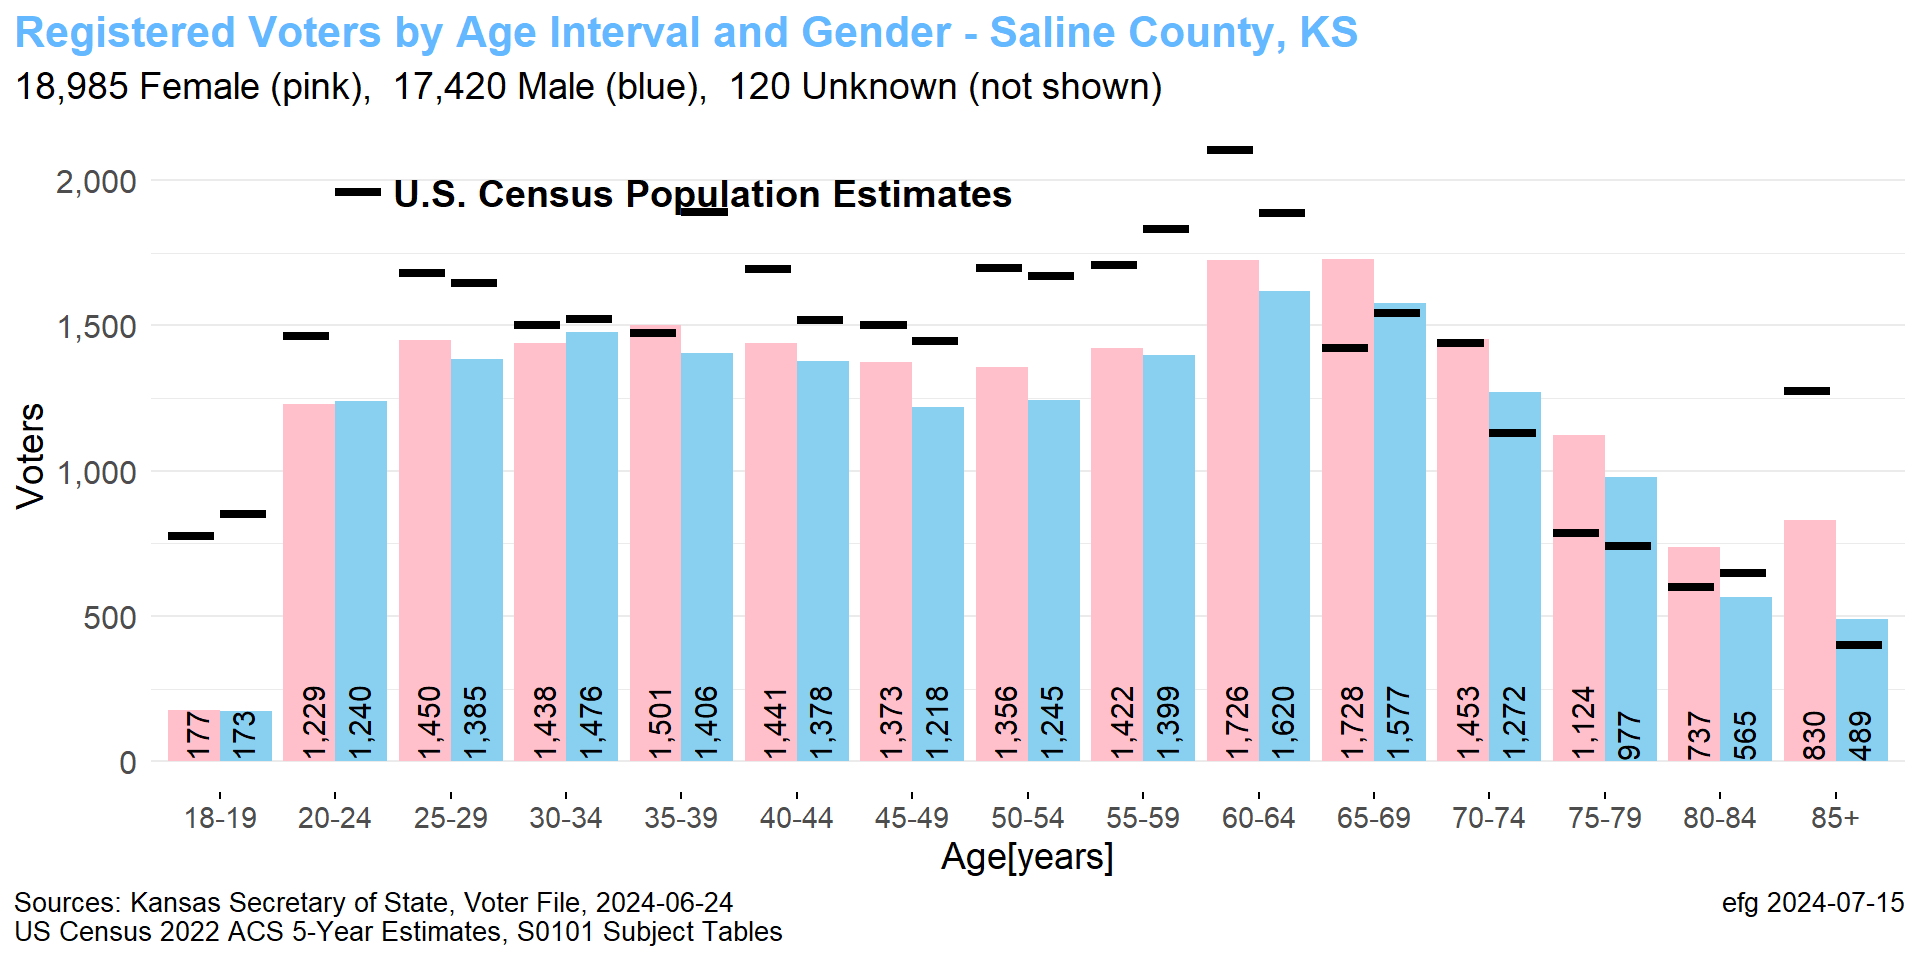 Registered Voters by Age Interval and Gender - Saline County, KS
18,985 Female (pink),  17,420 Male (blue),  120 Unknown (not shown)
U.S. Census Population Estimates
2,000
1,500
1,000
500
0
Voters
177 173 1,229 1,240 1,450 1,385 1,438 1,476 1,501 1,406 1,441 1,378 1,373 1,218 1,356 1,245 1,422 1,399 1,726 1,620 1,728 1,577 1,453 1,272 1,124 977 737 565 830 489
18-19 20-24 25-29 30-34 35-39 40-44 45-49 50-54 55-59 60-64 65-69 70-74 75-79 80-84 85+
Age[years]
Sources: Kansas Secretary of State, Voter File, 2024-06-24
efg 2024-07-15
US Census 2022 ACS 5-Year Estimates, S0101 Subject Tables